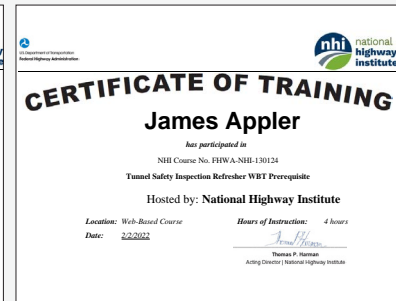 U.S. Department of Transportation
Federal Highway Administration
nhi national
highway
institute
CERTIFICATE OF TRAINING
James Appler
has participated in
NHI Course No. FHWA-NHI-130124
Tunnel Safety Inspection Refresher WBT Prerequisite
Hosted by: National Highway Institute
Location: Web-Based Course Hours of Instruction: 4 hours
Date: 2/2/2022
Thomas P. Harman
Acting Director | National Highway Institute